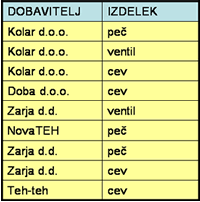 DOBAVITELJ IZDELEK
Kolar d.o.o. peč
Kolar d.o.o. ventil
Kolar d.o.o. cev
Doba d.o.o. cev
Zarja d.d. ventil
NovaTEH peč
Zarja d.d. peč
Zarja d.d. cev
Teh-teh cev